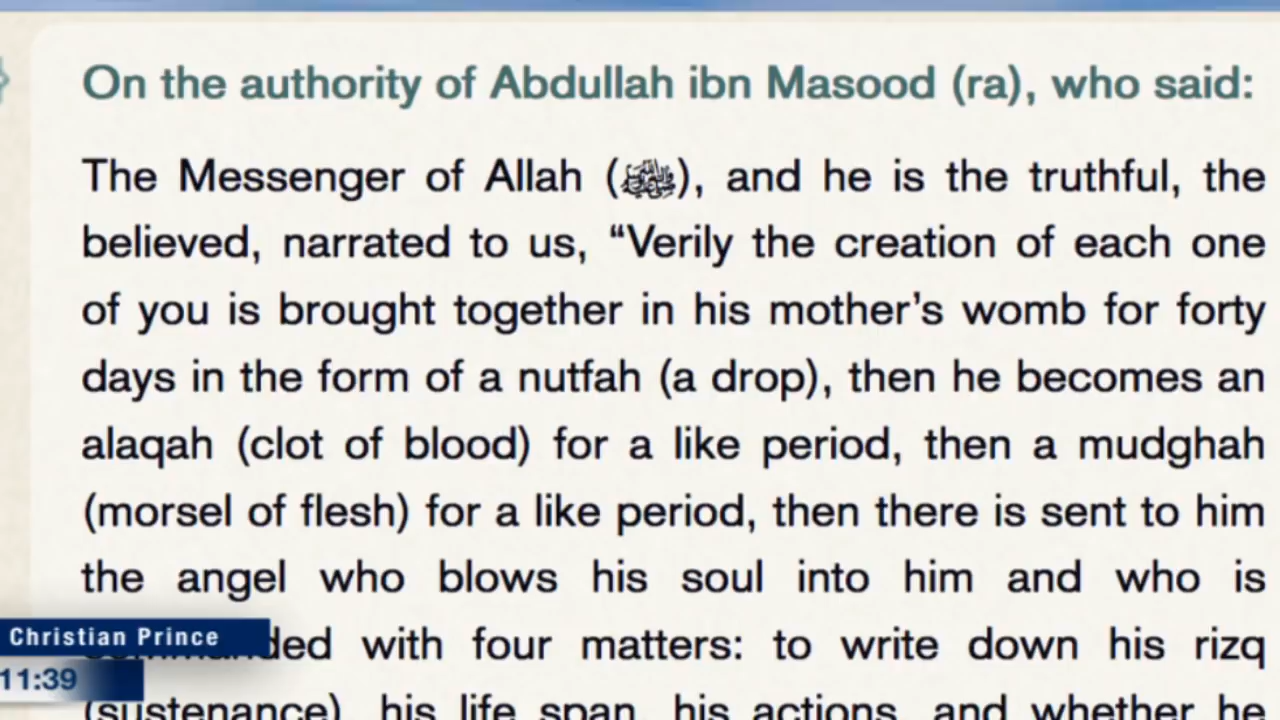 On the authority of Abdullah ibn Masood (ra), who said:
The Messenger of Allah (ﷺ), and he is the truthful, the
believed, narrated to us, “Verily the creation of each one
of you is brought together in his mother’s womb for forty
days in the form of a nutfah (a drop), then he becomes an
alaqah (clot of blood) for a like period, then a mudghah
(morsel of flesh) for a like period, then there is sent to him
the angel who blows his soul into him and who is
with four matters: to write down his rizq
(sustenance), his life span, his actions, and whether he
Christian Prince
11:39